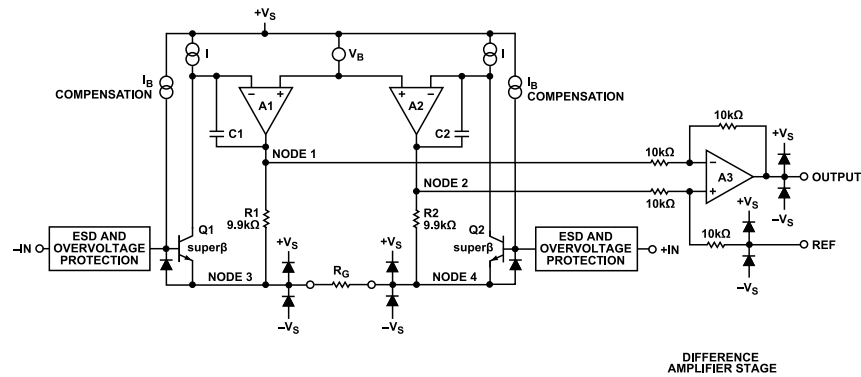 +VS
I
VB
I
IB
COMPENSATION
IB
COMPENSATION
–
+
A1
+
–
A2
C1
C2
NODE 1
NODE 2
10kΩ
10kΩ
10kΩ
10kΩ
–
+
A3
+VS
OUTPUT
–VS
+VS
REF
–VS
R1
9.9kΩ
R2
9.9kΩ
Q1
superβ
Q2
superβ
–IN
ESD AND
OVERVOLTAGE
PROTECTION
ESD AND
OVERVOLTAGE
PROTECTION
+IN
NODE 3
+VS
–VS
RG
+VS
–VS
NODE 4
DIFFERENCE
AMPLIFIER STAGE